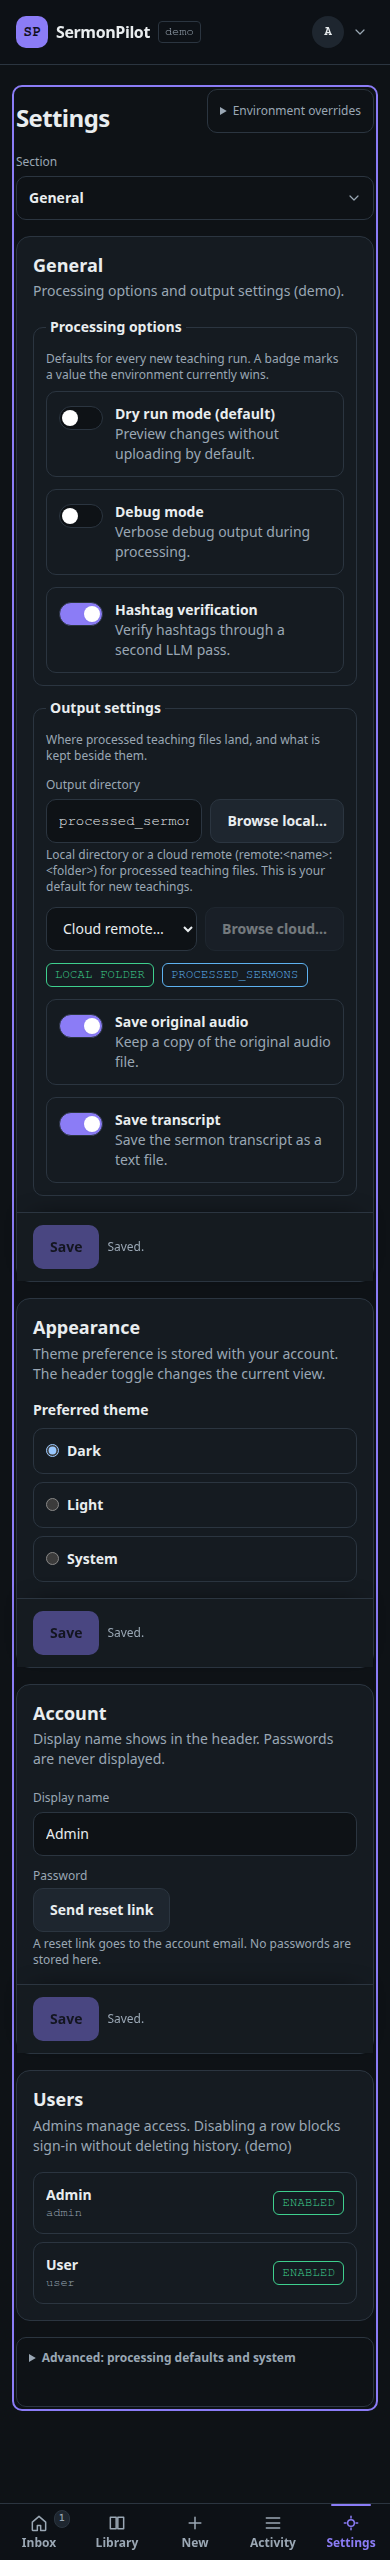 SP SermonPilot demo A
Settings
Environment overrides
Section
General
General
Processing options and output settings (demo).
Processing options
Defaults for every new teaching run. A badge marks
a value the environment currently wins.
Dry run mode (default)
Preview changes without
uploading by default.
Debug mode
Verbose debug output during
processing.
Hashtag verification
Verify hashtags through a
second LLM pass.
Output settings
Where processed teaching files land, and what is
kept beside them.
Output directory
processed_sermon Browse local...
Local directory or a cloud remote (remote:<name>:
<folder>) for processed teaching files. This is your
default for new teachings.
Cloud remote... Browse cloud...
LOCAL FOLDER PROCESSED_SERMONS
Save original audio
Keep a copy of the original audio
file.
Save transcript
Save the sermon transcript as a
text file.
Save Saved.
Appearance
Theme preference is stored with your account.
The header toggle changes the current view.
Preferred theme
Dark
Light
System
Save Saved.
Account
Display name shows in the header. Passwords
are never displayed.
Display name
Admin
Password
Send reset link
A reset link goes to the account email. No passwords are
stored here.
Save Saved.
Users
Admins manage access. Disabling a row blocks
sign-in without deleting history. (demo)
Admin
admin
ENABLED
User
user
ENABLED
Advanced: processing defaults and system
1
Inbox Library New Activity Settings